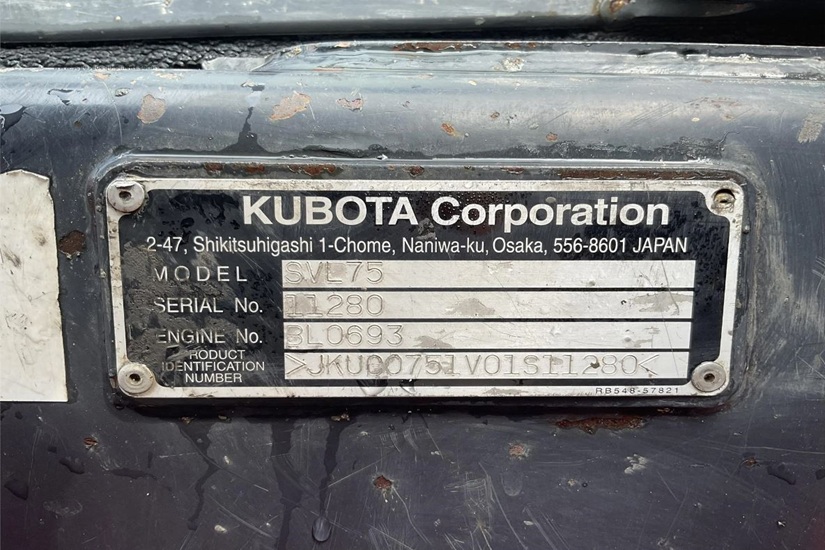 KUBOTA Corporation
2-47, Shikitsuhigashi 1-Chome, Naniwa-ku, Osaka, 556-8601 JAPAN
MODEL SVL75
SERIAL No. 11280
ENGINE No. BL0693
PRODUCT
IDENTIFICATION
NUMBER >JKUC0751V01S11280<
RB548-57821